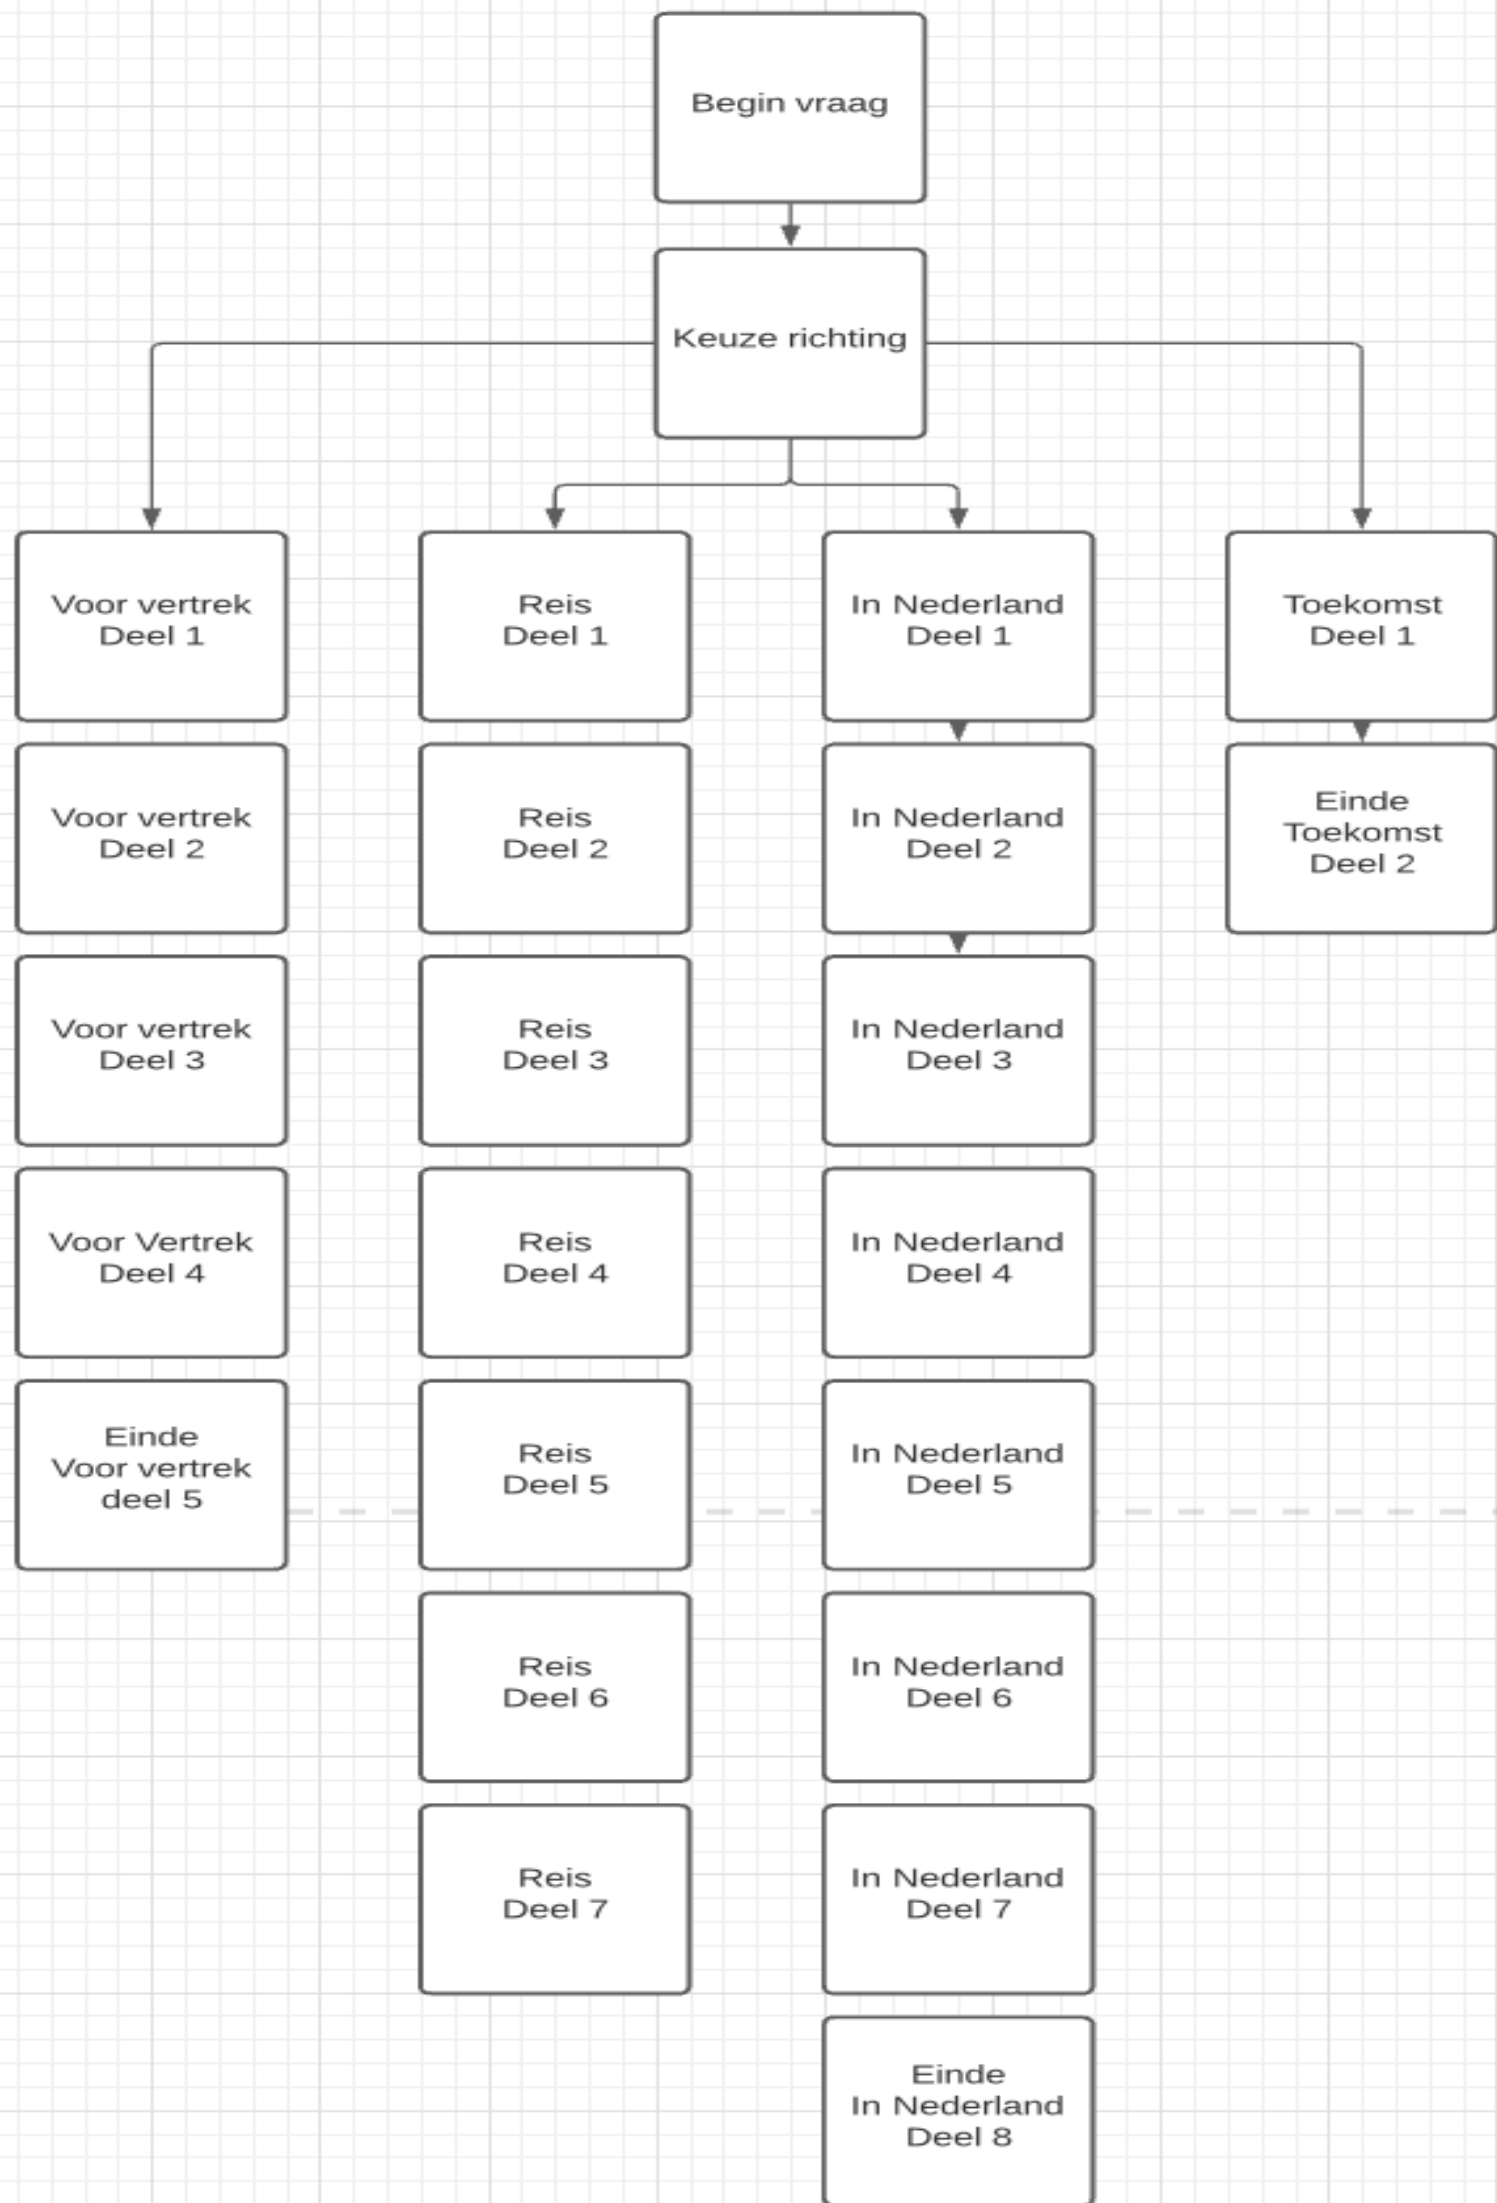 Begin vraag
Keuze richting
Voor vertrek
Deel 1
Reis
Deel 1
In Nederland
Deel 1
Toekomst
Deel 1
Voor vertrek
Deel 2
Reis
Deel 2
In Nederland
Deel 2
Einde
Toekomst
Deel 2
Voor vertrek
Deel 3
Reis
Deel 3
In Nederland
Deel 3
Voor Vertrek
Deel 4
Reis
Deel 4
In Nederland
Deel 4
Einde
Voor vertrek
deel 5
Reis
Deel 5
In Nederland
Deel 5
Reis
Deel 6
In Nederland
Deel 6
Reis
Deel 7
In Nederland
Deel 7
Einde
In Nederland
Deel 8